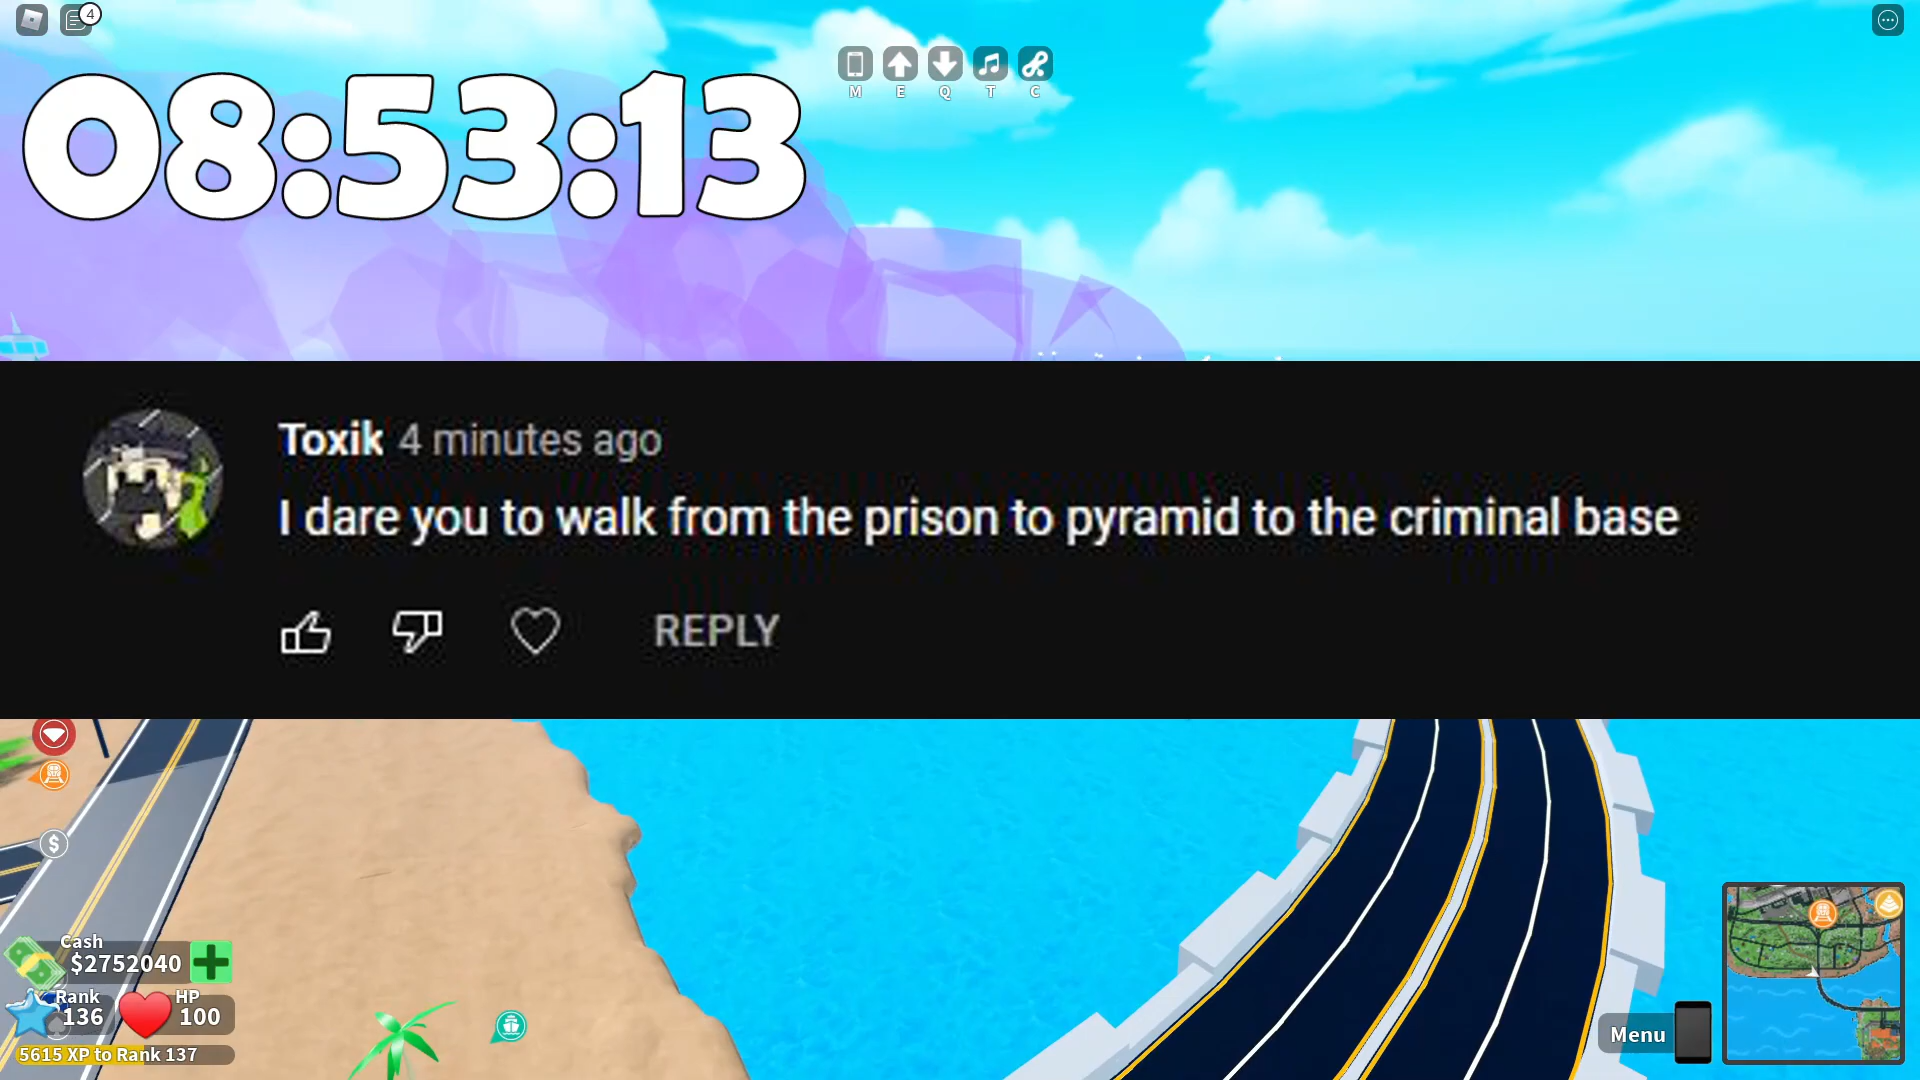 4
M E Q T C
08:53:13
Toxik 4 minutes ago
I dare you to walk from the prison to pyramid to the criminal base
REPLY
$
Cash
$2752040
Rank
136
HP
100
5615 XP to Rank 137
Menu